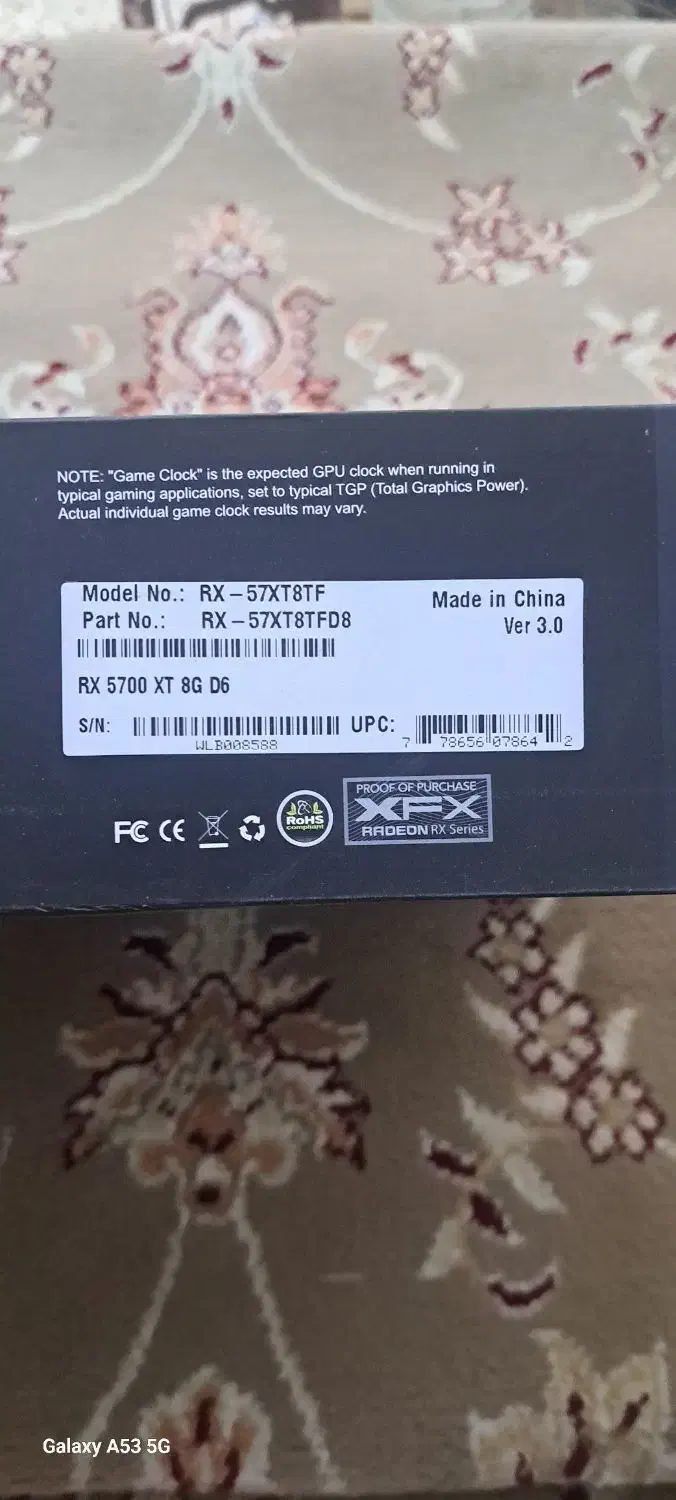 NOTE: "Game Clock" is the expected GPU clock when running in
typical gaming applications, set to typical TGP (Total Graphics Power).
Actual individual game clock results may vary.
Model No.: RX-57XT8TF
Part No.: RX-57XT8TFD8
Made in China
Ver 3.0
RX 5700 XT 8G D6
S/N: WLB008588
UPC: 7 78656 07864 2
FC CE
RoHS
compliant
PROOF OF PURCHASE
XFX
RADEON RX Series
Galaxy A53 5G